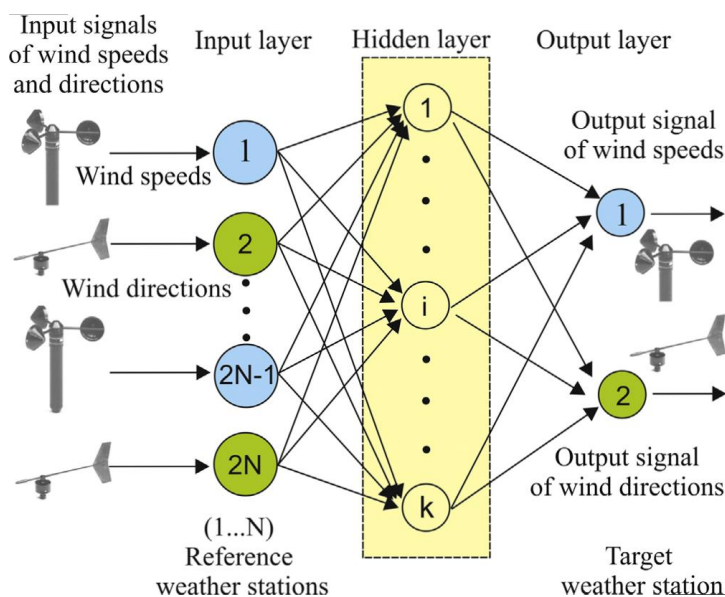 Input signals
of wind speeds
and directions
Input layer
Hidden layer
Output layer
1
Wind speeds
2
Wind directions
2N-1
2N
(1...N)
Reference
weather stations
1
i
k
Output signal
of wind speeds
1
2
Output signal
of wind directions
Target
weather station